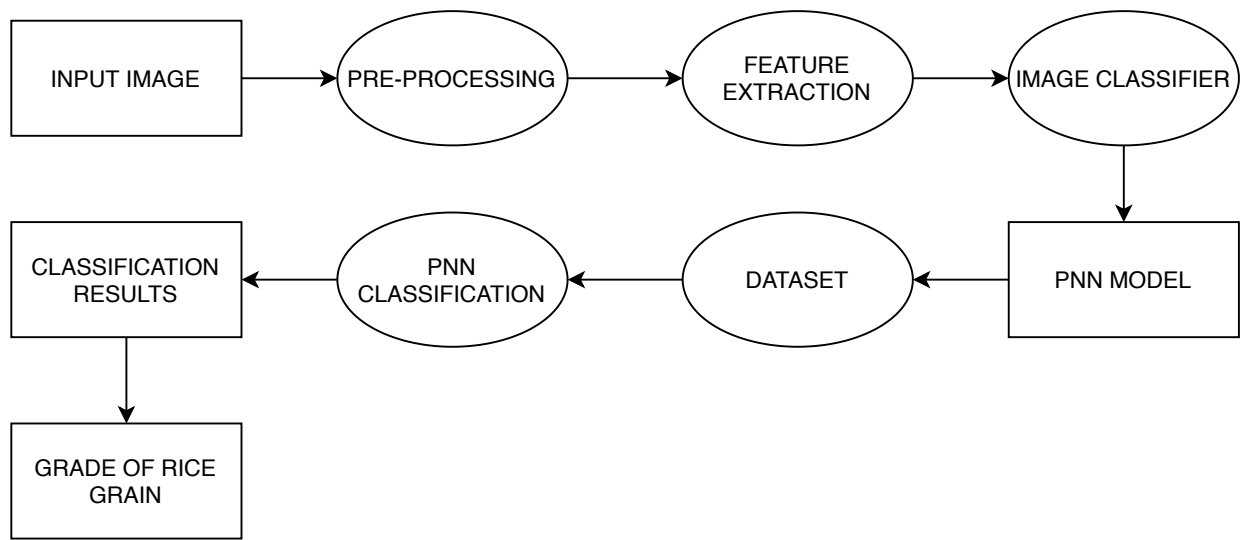 INPUT IMAGE
PRE-PROCESSING
FEATURE
EXTRACTION
IMAGE CLASSIFIER
PNN MODEL
DATASET
PNN
CLASSIFICATION
CLASSIFICATION
RESULTS
GRADE OF RICE
GRAIN